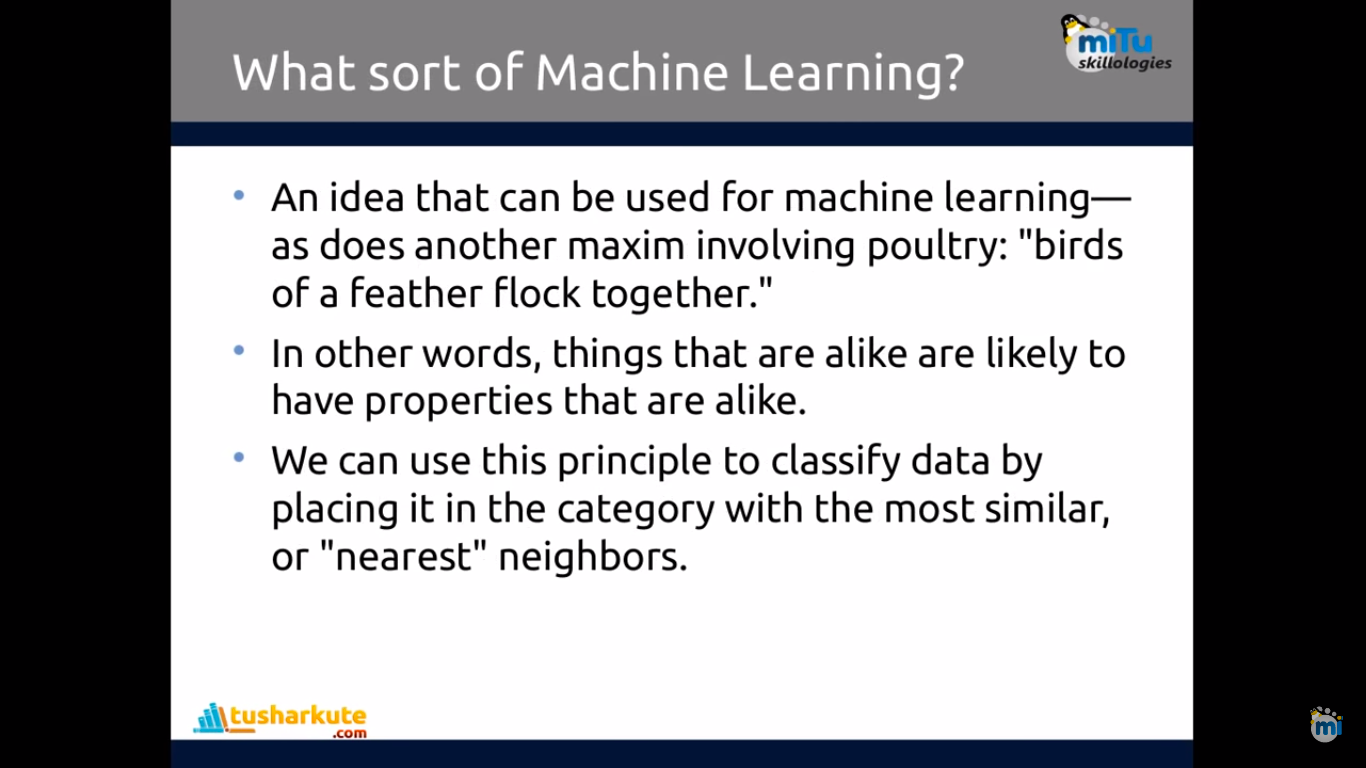 What sort of Machine Learning?
miTu
skillologies
• An idea that can be used for machine learning—
as does another maxim involving poultry: "birds
of a feather flock together."
• In other words, things that are alike are likely to
have properties that are alike.
• We can use this principle to classify data by
placing it in the category with the most similar,
or "nearest" neighbors.
tusharkute
.com
mi